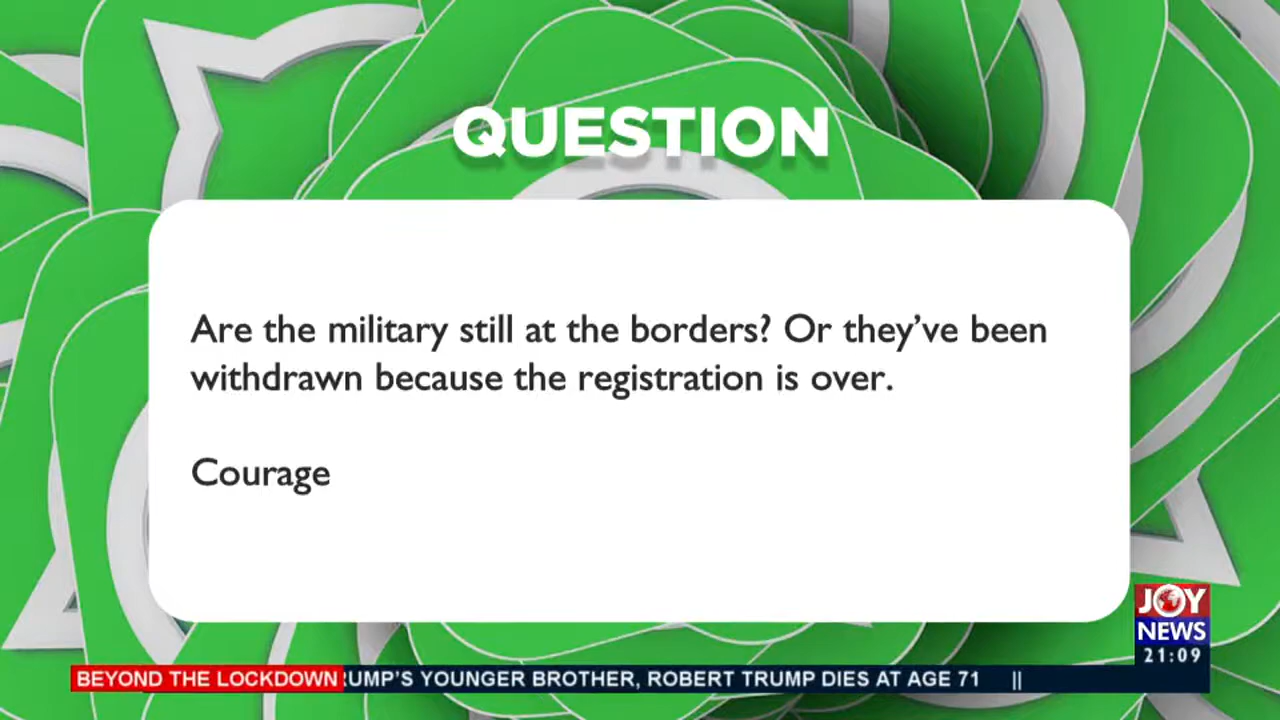 QUESTION
Are the military still at the borders? Or they’ve been
withdrawn because the registration is over.
Courage
JOY
NEWS
21:09
BEYOND THE LOCKDOWN
UMP'S YOUNGER BROTHER, ROBERT TRUMP DIES AT AGE 71 ||